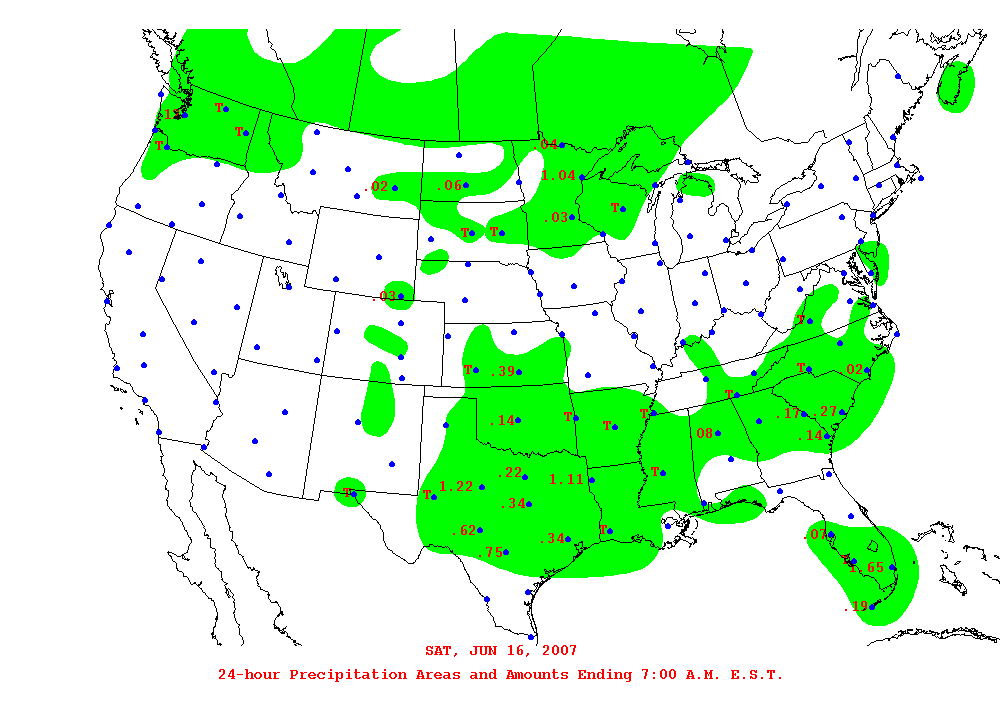 T
.04
T
T
1.04
.02
.06
T
.03
T
T
.03
T
T
.39
T
.02
T
.14
T
T
T
.17
.27
.08
.14
T
.22
1.11
1.22
T
T
.34
.62
T
.34
.07
.75
.19
SAT, JUN 16, 2007
24-hour Precipitation Areas and Amounts Ending 7:00 A.M. E.S.T.